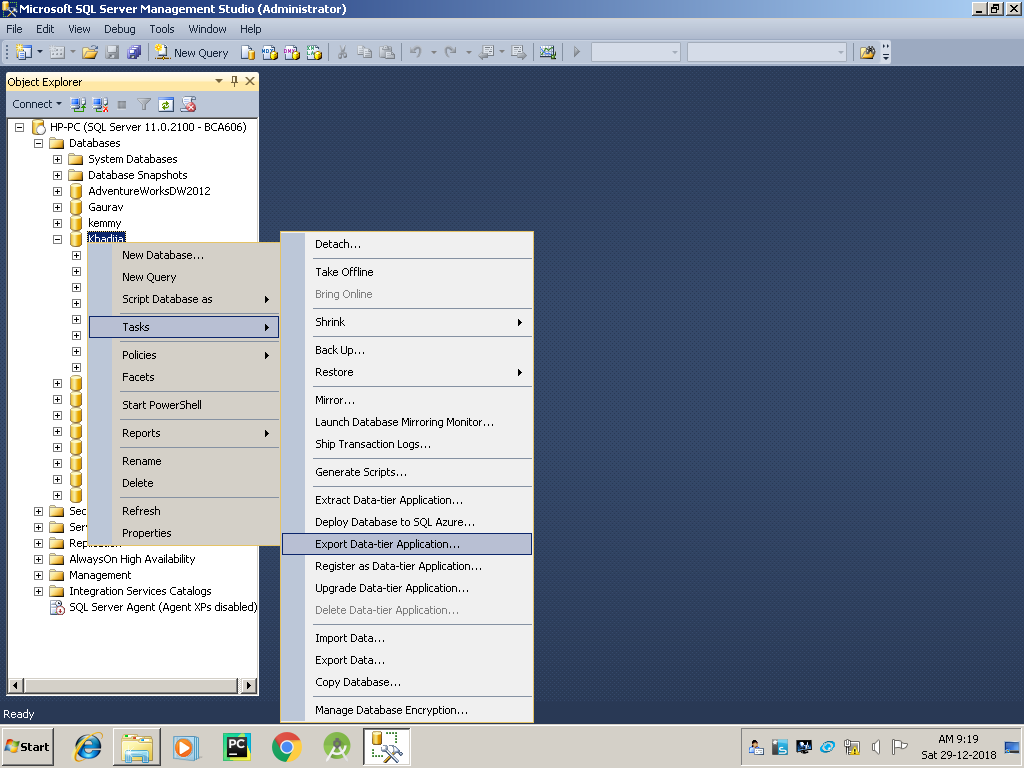 Microsoft SQL Server Management Studio (Administrator)
File Edit View Debug Tools Window Help
New Query
Object Explorer
Connect
HP-PC (SQL Server 11.0.2100 - BCA606)
Databases
System Databases
Database Snapshots
AdventureWorksDW2012
Gaurav
kemmy
Khadija
New Database...
New Query
Script Database as
Tasks
Policies
Facets
Start PowerShell
Reports
Rename
Delete
Refresh
Properties
Detach...
Take Offline
Bring Online
Shrink
Back Up...
Restore
Mirror...
Launch Database Mirroring Monitor...
Ship Transaction Logs...
Generate Scripts...
Extract Data-tier Application...
Deploy Database to SQL Azure...
Export Data-tier Application...
Register as Data-tier Application...
Upgrade Data-tier Application...
Delete Data-tier Application...
Import Data...
Export Data...
Copy Database...
Manage Database Encryption...
Sec
Ser
Replication
AlwaysOn High Availability
Management
Integration Services Catalogs
SQL Server Agent (Agent XPs disabled)
Ready
Start
PC
AM 9:19
Sat 29-12-2018